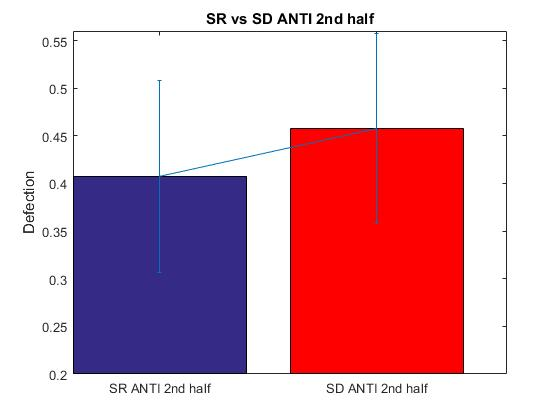 SR vs SD ANTI 2nd half
0.55
0.5
0.45
0.4
0.35
0.3
0.25
0.2
Defection
SR ANTI 2nd half
SD ANTI 2nd half